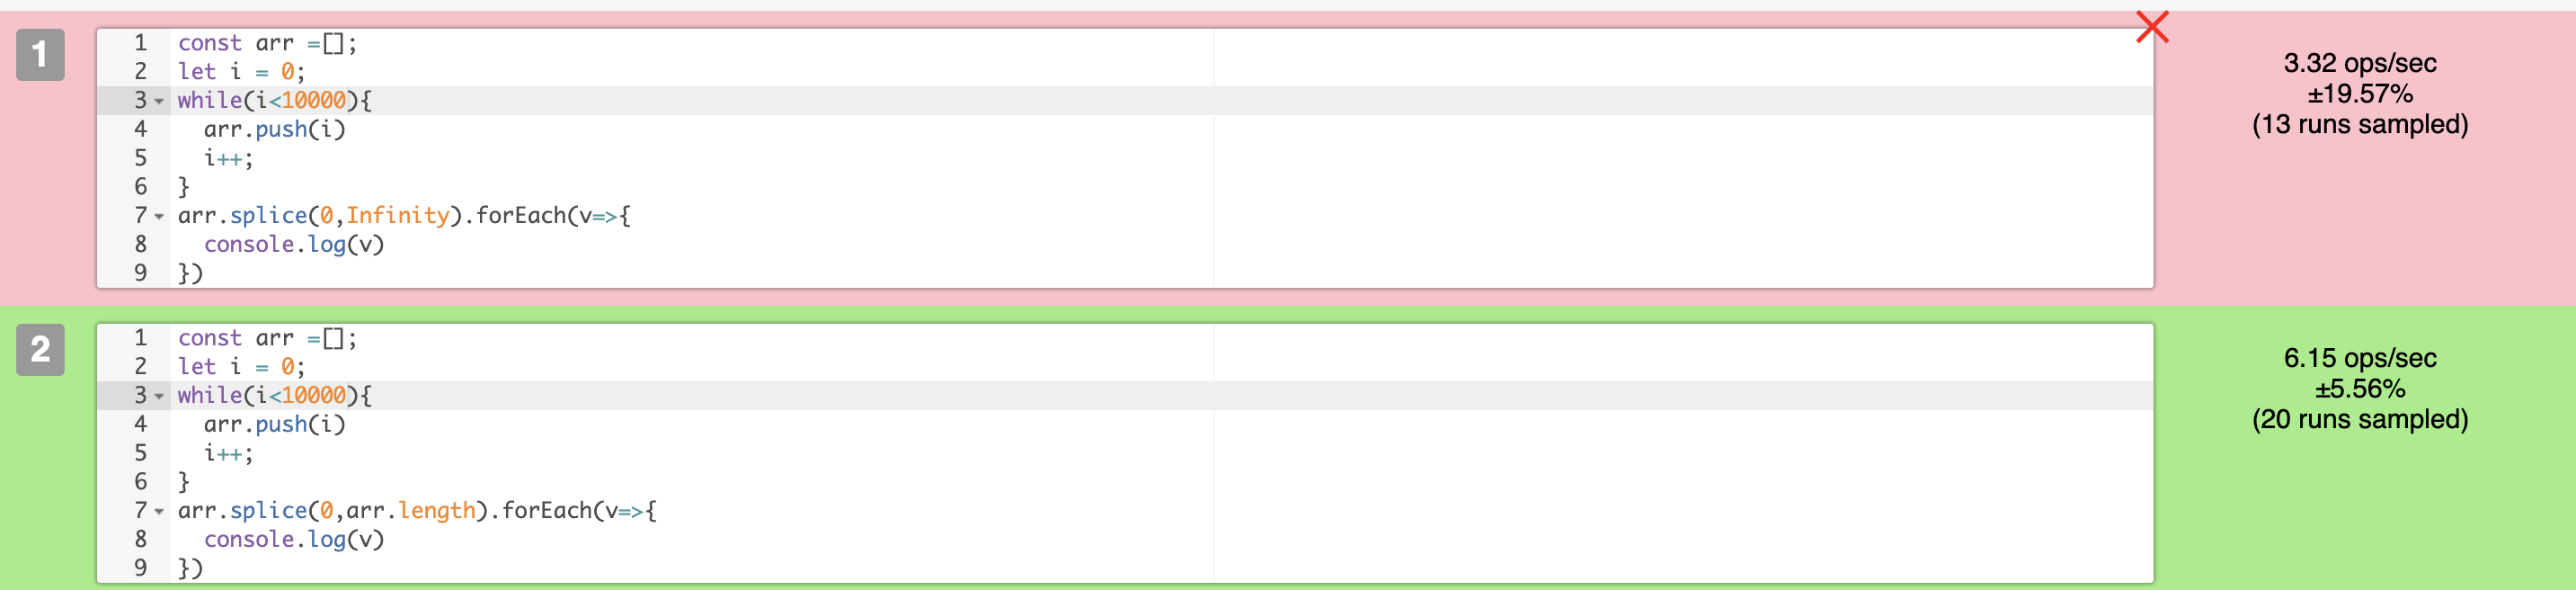 1
1 const arr =[];
2 let i = 0;
3 while(i<10000){
4   arr.push(i)
5   i++;
6 }
7 arr.splice(0,Infinity).forEach(v=>{
8   console.log(v)
9 })
3.32 ops/sec
±19.57%
(13 runs sampled)
2
1 const arr =[];
2 let i = 0;
3 while(i<10000){
4   arr.push(i)
5   i++;
6 }
7 arr.splice(0,arr.length).forEach(v=>{
8   console.log(v)
9 })
6.15 ops/sec
±5.56%
(20 runs sampled)